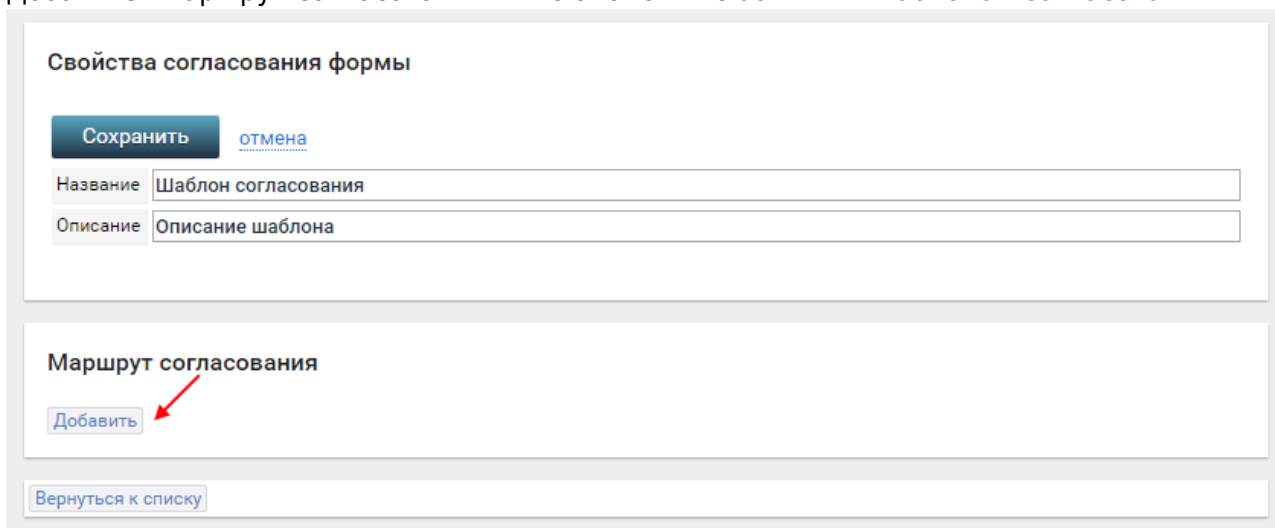 Свойства согласования формы
Сохранить отмена
Название Шаблон согласования
Описание Описание шаблона
Маршрут согласования
Добавить
Вернуться к списку